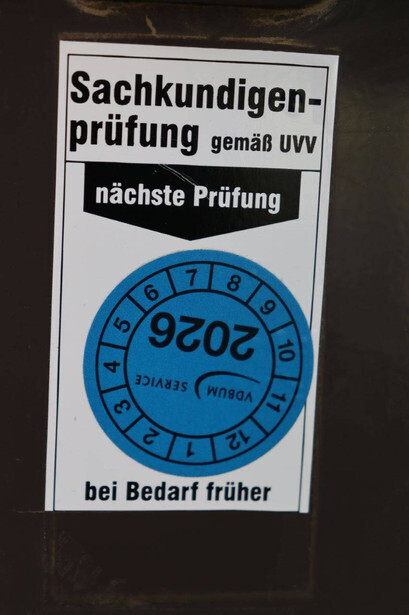 Sachkundigen-
prüfung gemäß UVV
nächste Prüfung
1 2 3 4 5 6 7 8 9 10 11 12
2026
VDBUM SERVICE
bei Bedarf früher